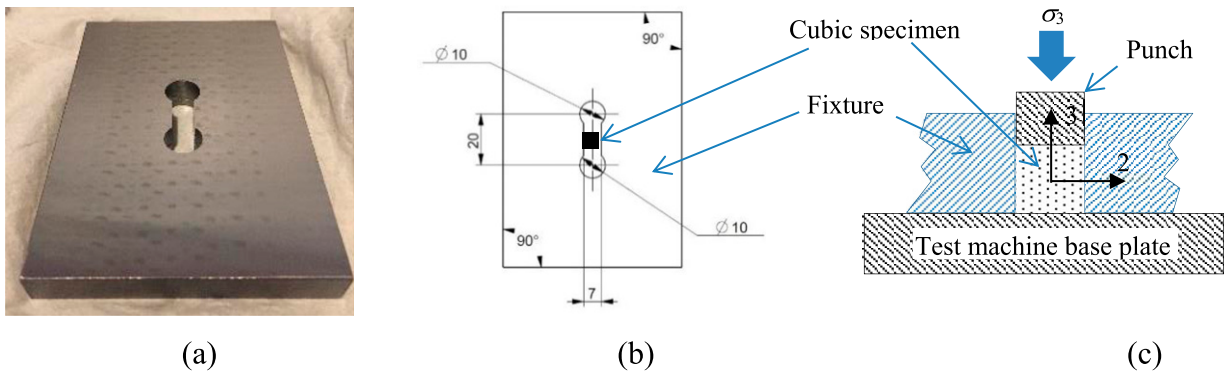 90°
Ø 10
20
90°
Ø 10
7
Cubic specimen
Fixture
σ3
Punch
3
2
Test machine base plate
(a)
(b)
(c)